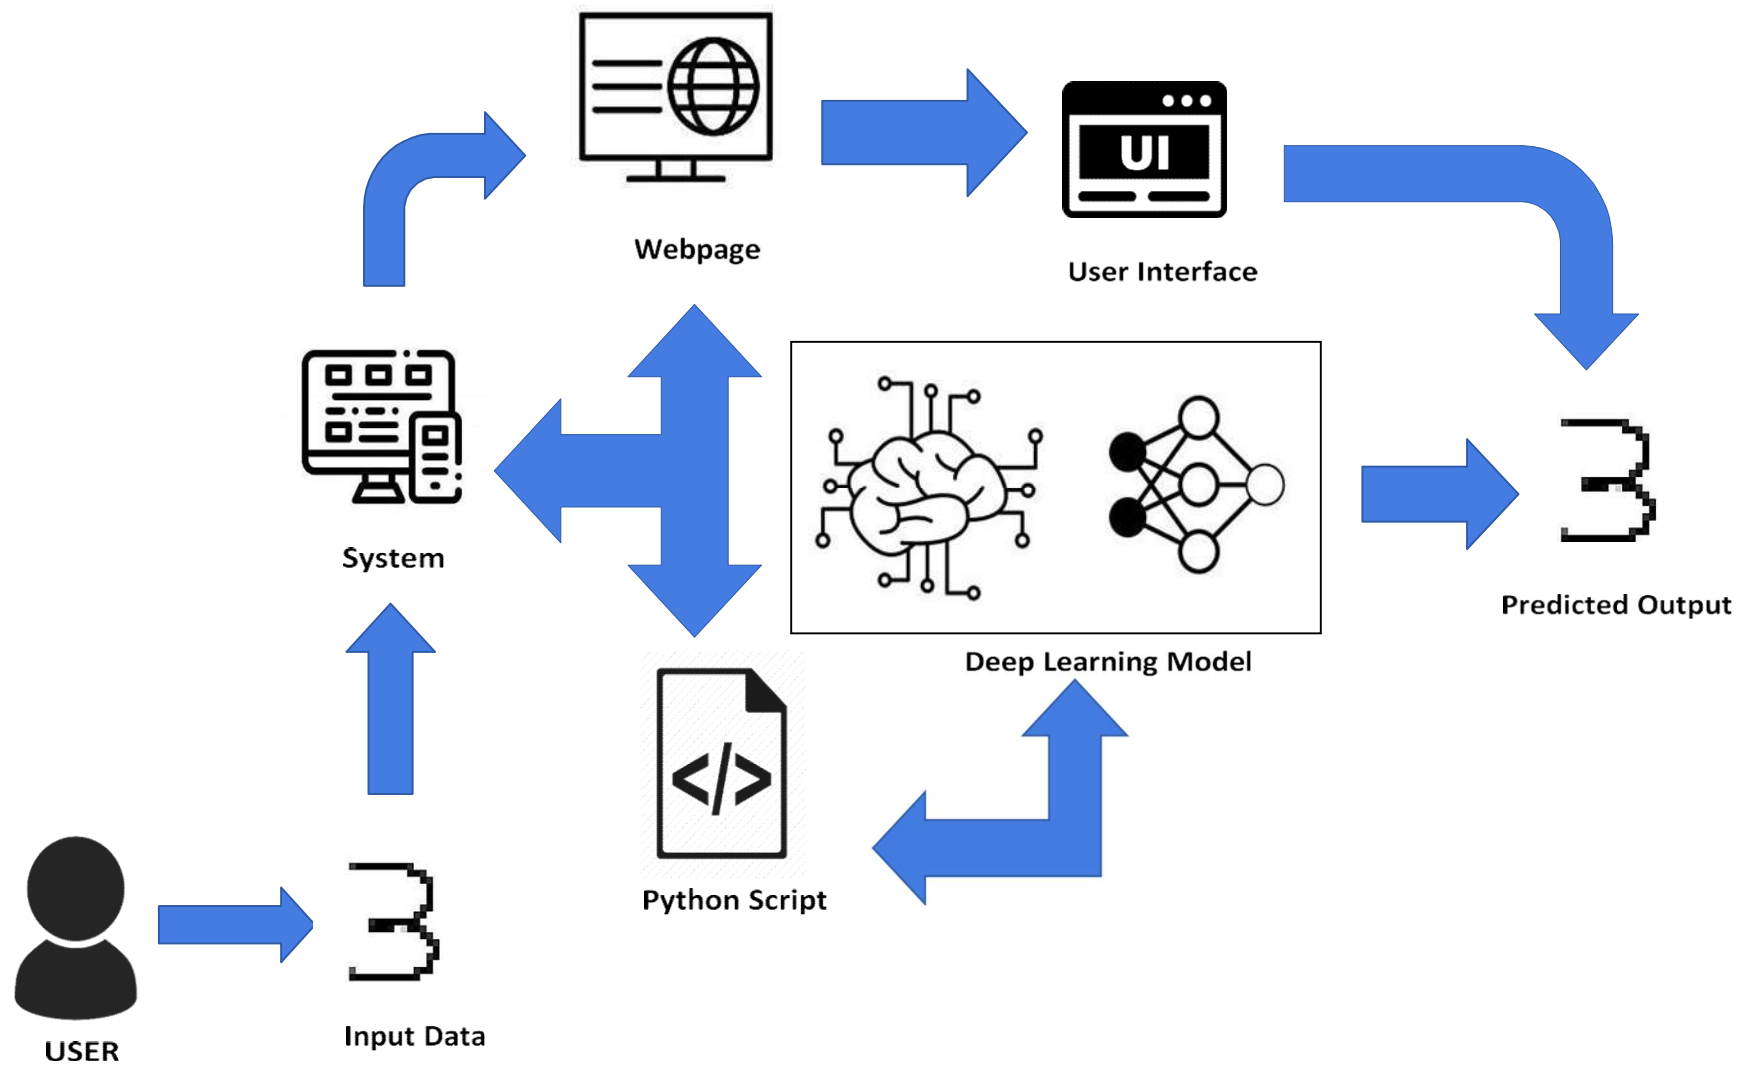 UI
Webpage
User Interface
System
Deep Learning Model
Predicted Output
3
</>
Python Script
3
Input Data
USER